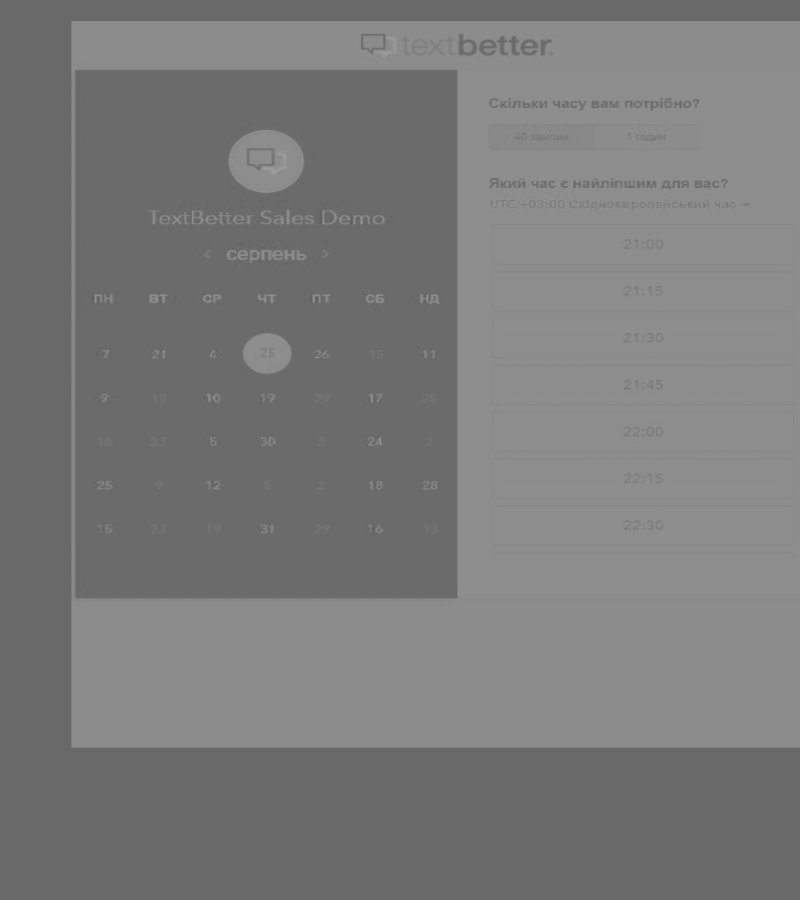 textbetter.
TextBetter Sales Demo
‹ серпень ›
ПН ВТ СР ЧТ ПТ СБ НД
7 21 4 25 26 15 11
9 19 10 19 29 17 25
16 23 5 30 3 24 2
25 9 12 5 2 18 28
15 23 19 31 29 16 13
Скільки часу вам потрібно?
40 хвилин 1 годин
Який час є найліпшим для вас?
UTC +03:00 Східноєвропейський час
21:00
21:15
21:30
21:45
22:00
22:15
22:30